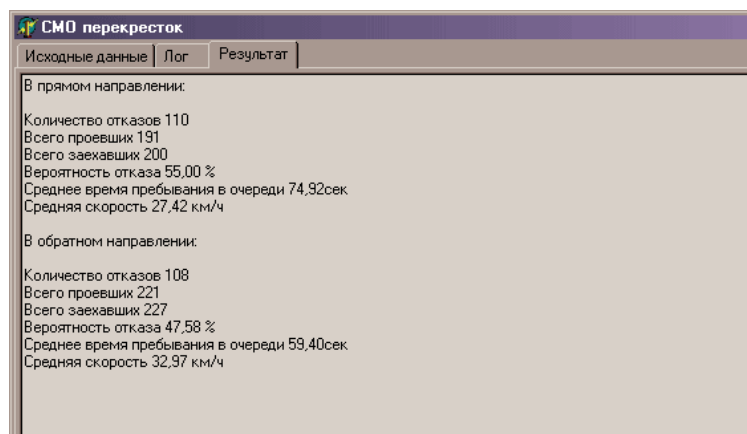 СМО перекресток
Исходные данные Лог Результат
В прямом направлении:
Количество отказов 110
Всего проевших 191
Всего заехавших 200
Вероятность отказа 55,00 %
Среднее время пребывания в очереди 74,92сек
Средняя скорость 27,42 км/ч
В обратном направлении:
Количество отказов 108
Всего проевших 221
Всего заехавших 227
Вероятность отказа 47,58 %
Среднее время пребывания в очереди 59,40сек
Средняя скорость 32,97 км/ч